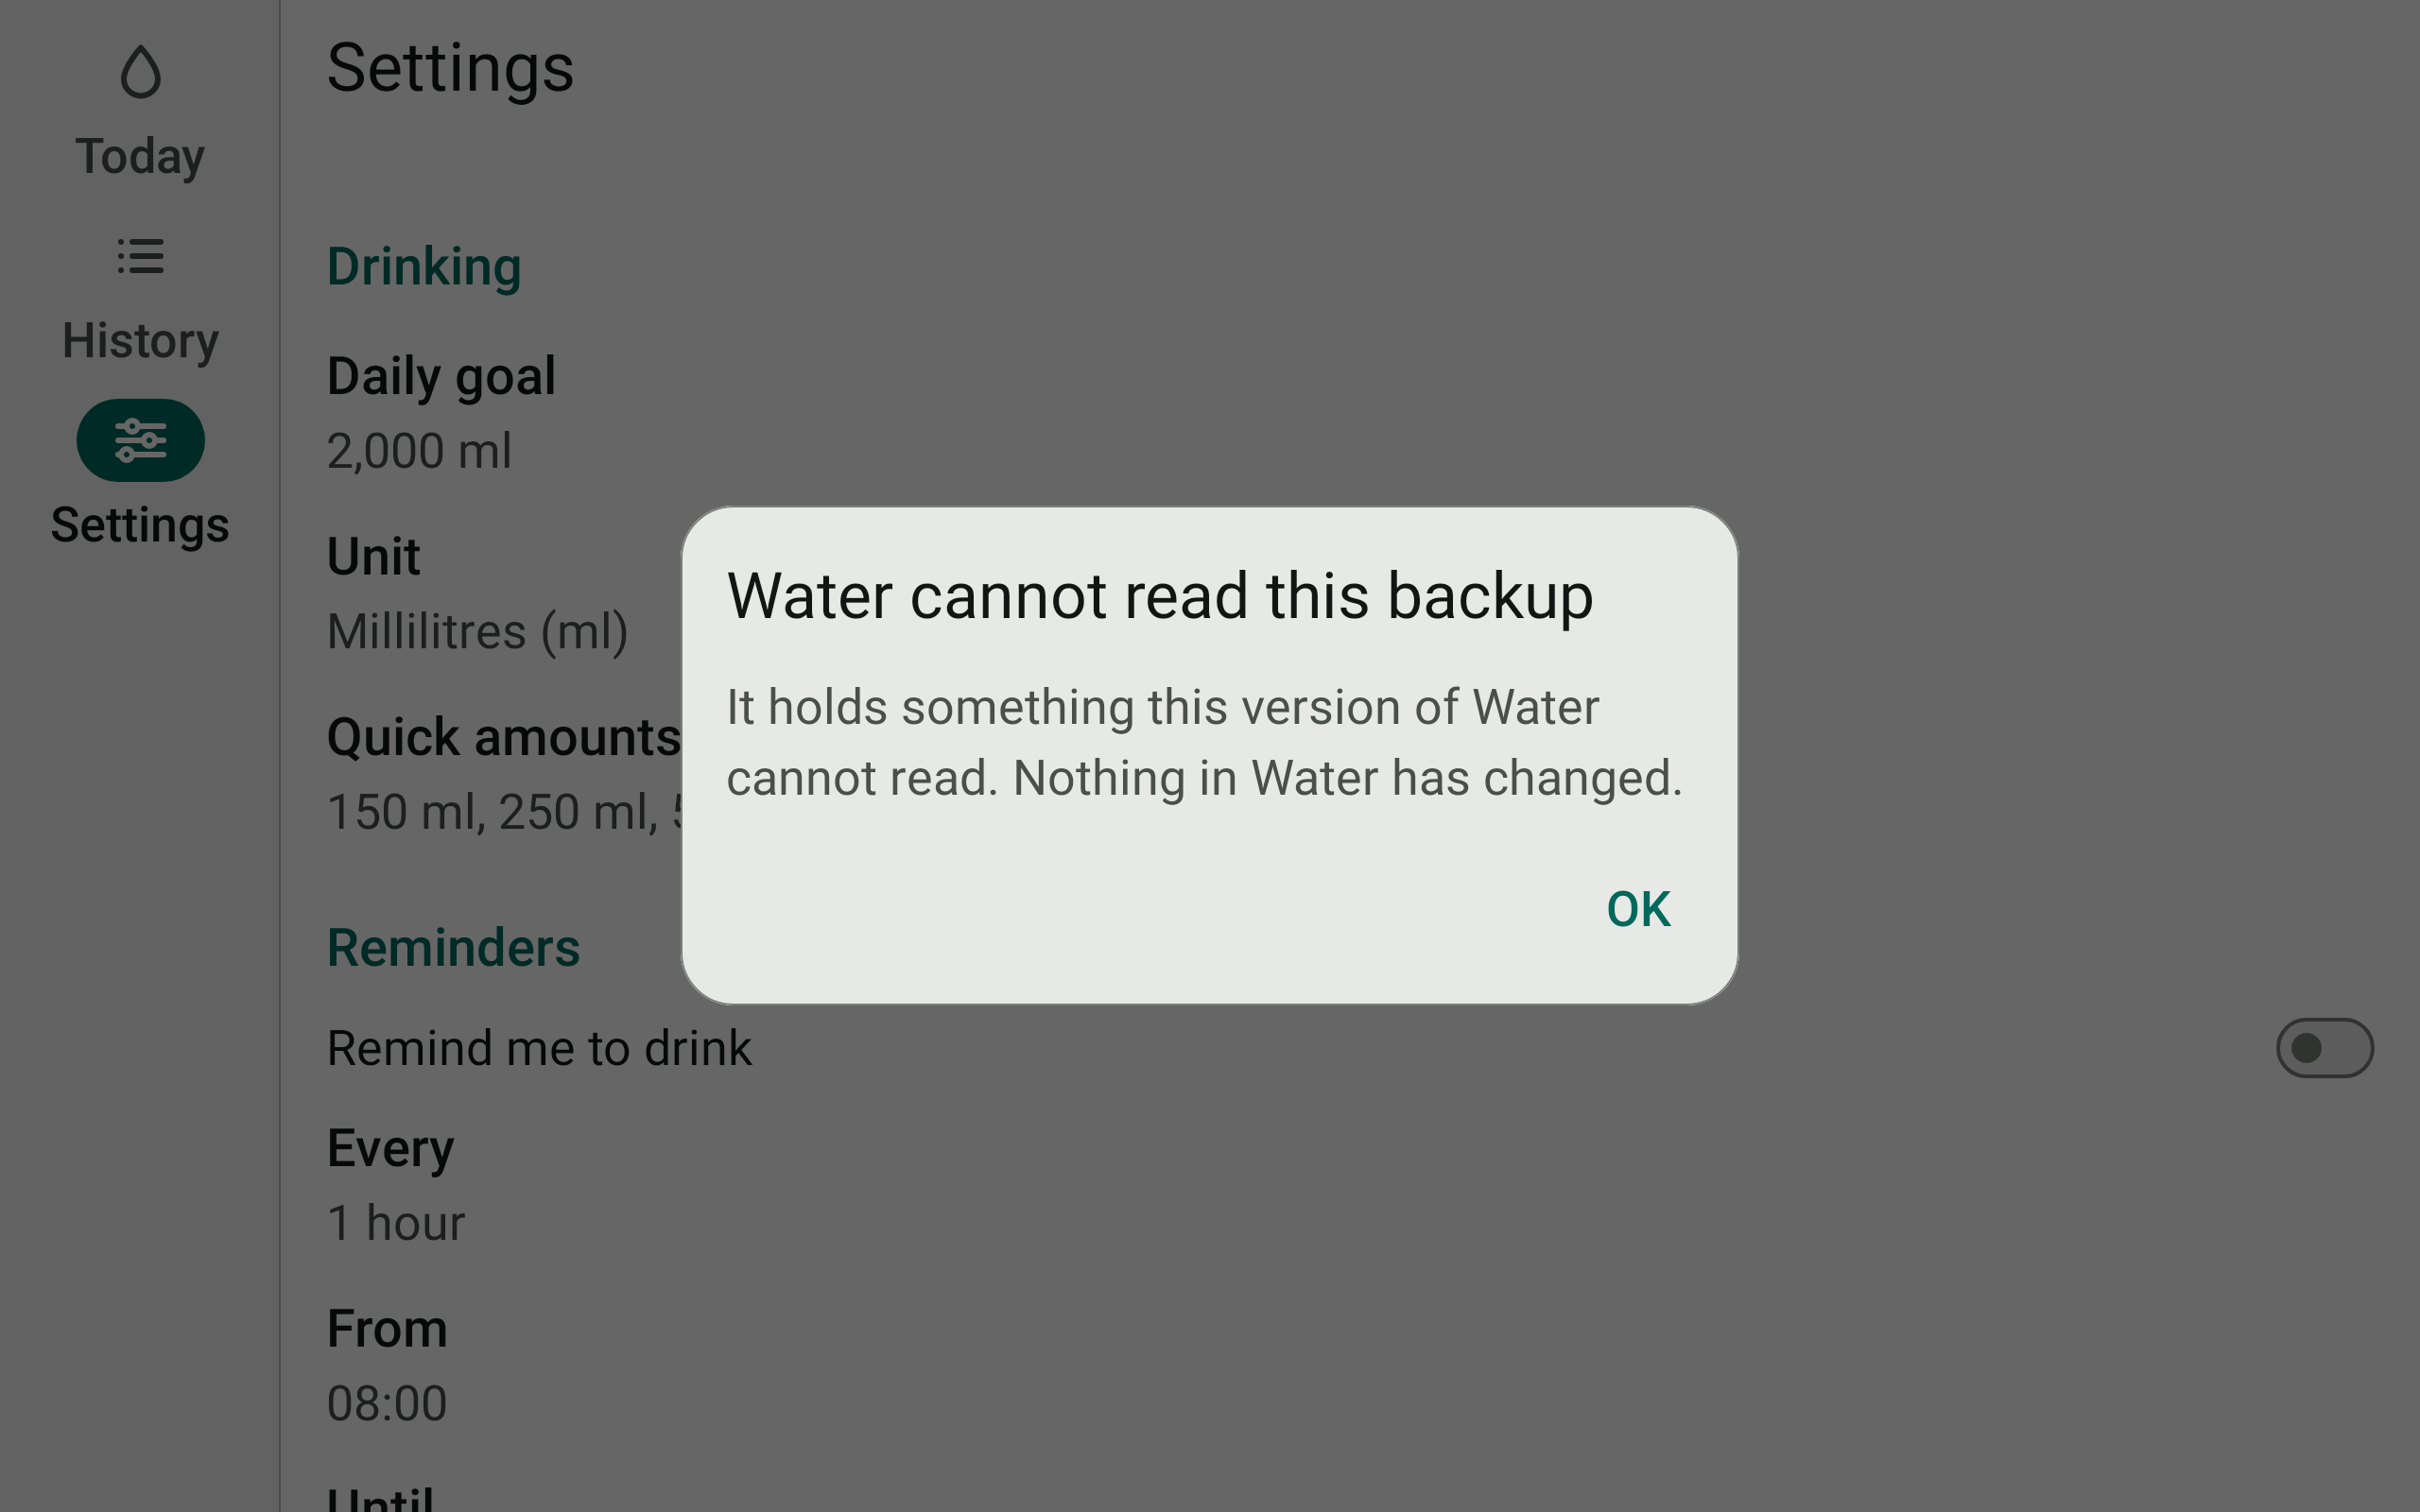 Today
History
Settings
Settings
Drinking
Daily goal
2,000 ml
Unit
Millilitres (ml)
Quick amounts
150 ml, 250 ml,
Reminders
Remind me to drink
Every
1 hour
From
08:00
Until
Water cannot read this backup
It holds something this version of Water
cannot read. Nothing in Water has changed.
OK